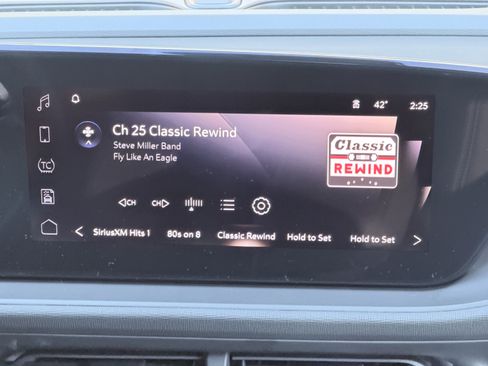 42°
2:25
Ch 25 Classic Rewind
Steve Miller Band
Fly Like An Eagle
Classic
REWIND
TC
CH
CH
SiriusXM Hits 1
80s on 8
Classic Rewind
Hold to Set
Hold to Set